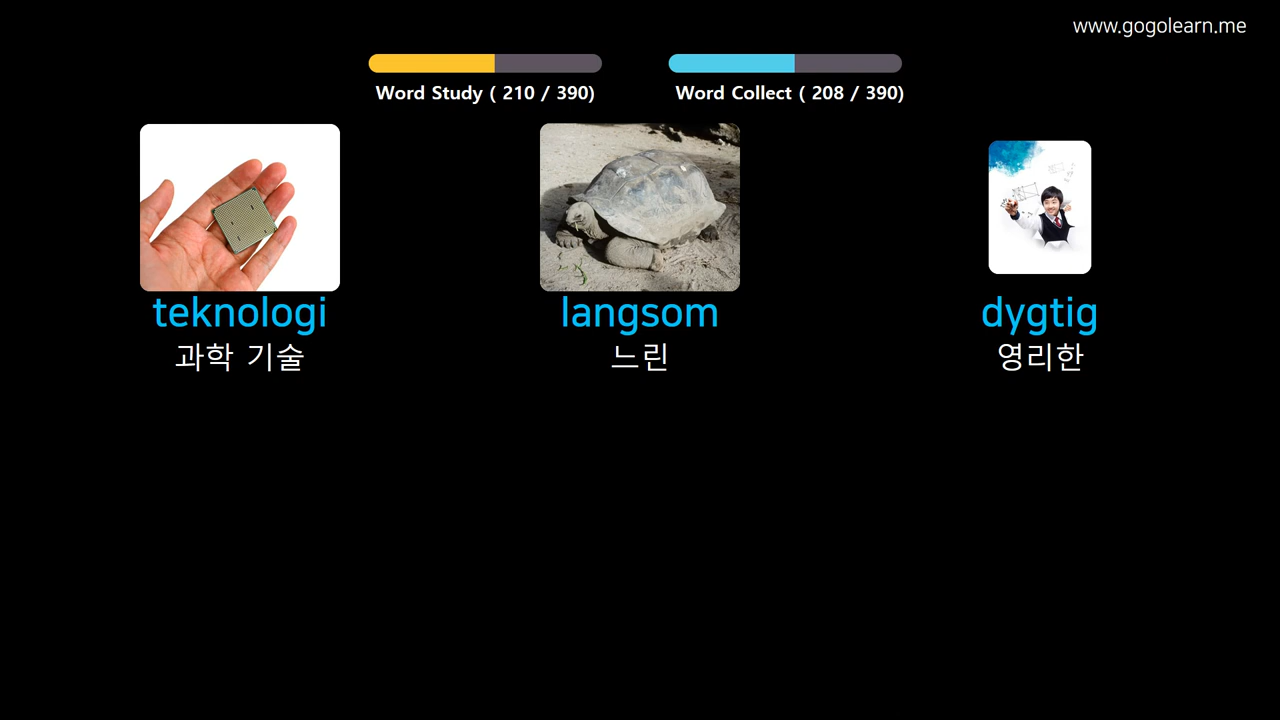 www.gogolearn.me
Word Study ( 210 / 390)
Word Collect ( 208 / 390)
teknologi
langsom
dygtig
과학 기술
느린
영리한